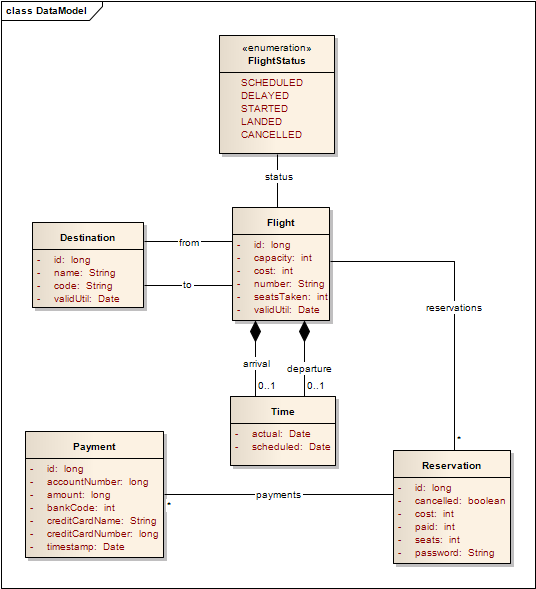 class DataModel
«enumeration»
FlightStatus
SCHEDULED
DELAYED
STARTED
LANDED
CANCELLED
status
Flight
- id: long
- capacity: int
- cost: int
- number: String
- seatsTaken: int
- validUtil: Date
Destination
- id: long
- name: String
- code: String
- validUtil: Date
from
to
reservations
*
arrival
0..1
departure
0..1
Time
- actual: Date
- scheduled: Date
Payment
- id: long
- accountNumber: long
- amount: long
- bankCode: int
- creditCardName: String
- creditCardNumber: long
- timestamp: Date
payments
*
Reservation
- id: long
- cancelled: boolean
- cost: int
- paid: int
- seats: int
- password: String